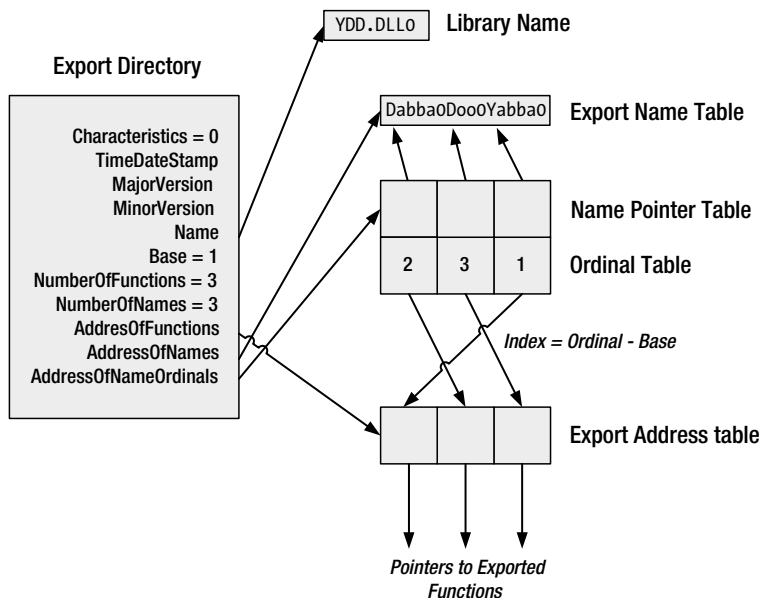 YDD.DLL0
Library Name
Export Directory
Dabba0Doo0Yabba0
Export Name Table
Characteristics = 0
TimeDateStamp
MajorVersion
MinorVersion
Name
Base = 1
NumberOfFunctions = 3
NumberOfNames = 3
AddresOfFunctions
AddressOfNames
AddressOfNameOrdinals
Name Pointer Table
2 3 1
Ordinal Table
Index = Ordinal - Base
Export Address table
Pointers to Exported
Functions